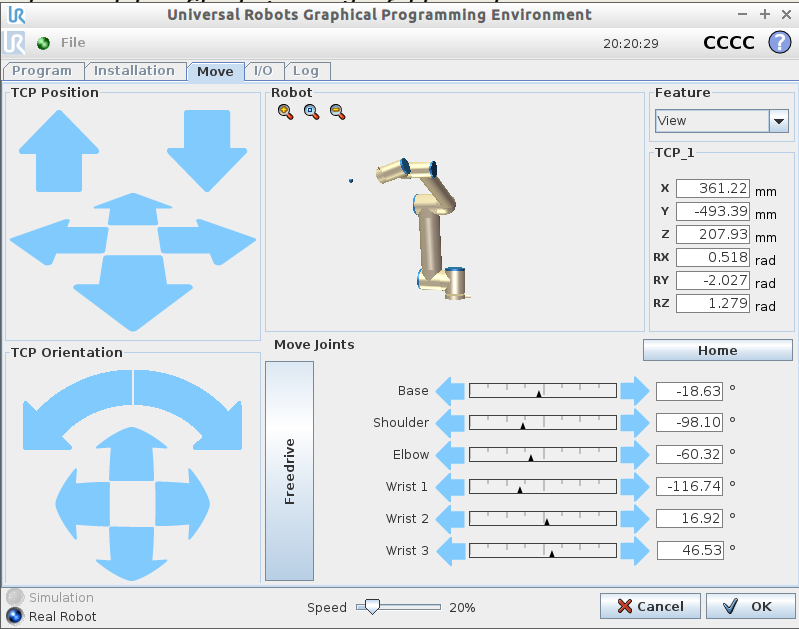 Universal Robots Graphical Programming Environment
File 20:20:29 CCCC ?
Program Installation Move I/O Log
TCP Position
Robot
Feature
View
TCP_1
X 361.22 mm
Y -493.39 mm
Z 207.93 mm
RX 0.518 rad
RY -2.027 rad
RZ 1.279 rad
TCP Orientation
Move Joints
Home
Freedrive
Base -18.63 °
Shoulder -98.10 °
Elbow -60.32 °
Wrist 1 -116.74 °
Wrist 2 16.92 °
Wrist 3 46.53 °
Simulation
Real Robot
Speed 20%
Cancel
OK